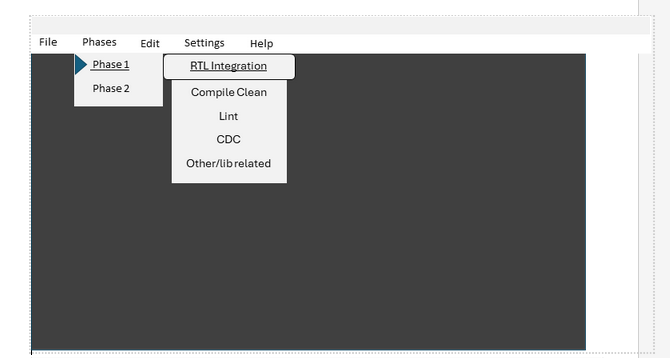 File Phases Edit Settings Help
Phase 1
RTL Integration
Phase 2
Compile Clean
Lint
CDC
Other/lib related